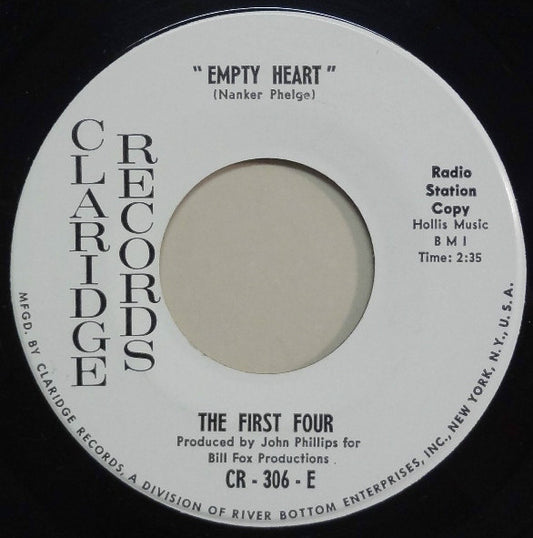 " EMPTY HEART "
(Nanker Phelge)
CLARIDGE
RECORDS
Radio
Station
Copy
Hollis Music
B M I
Time: 2:35
THE FIRST FOUR
Produced by John Phillips for
Bill Fox Productions .
CR - 306 - E
MFGD. BY CLARIDGE RECORDS, A DIVISION OF RIVER BOTTOM ENTERPRISES, INC., NEW YORK, N.Y., U.S.A.